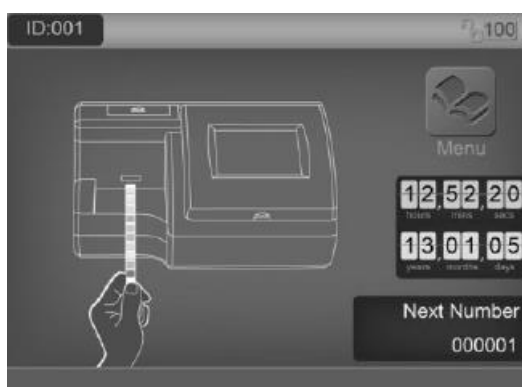 ID:001
100
Menu
12 52 20
hours mins secs
13 01 05
years months days
Next Number
000001